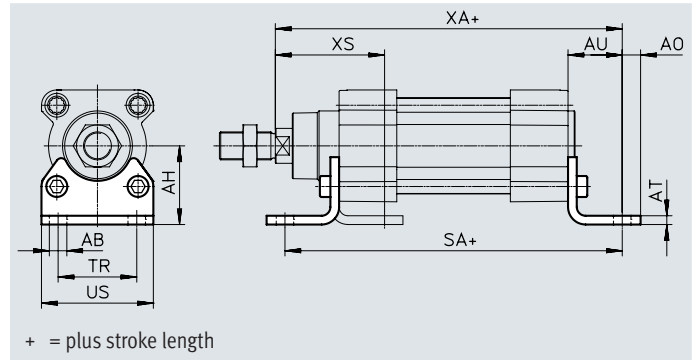 XA+
XS
AU
AO
AH
AT
AB
TR
US
SA+
+ = plus stroke length